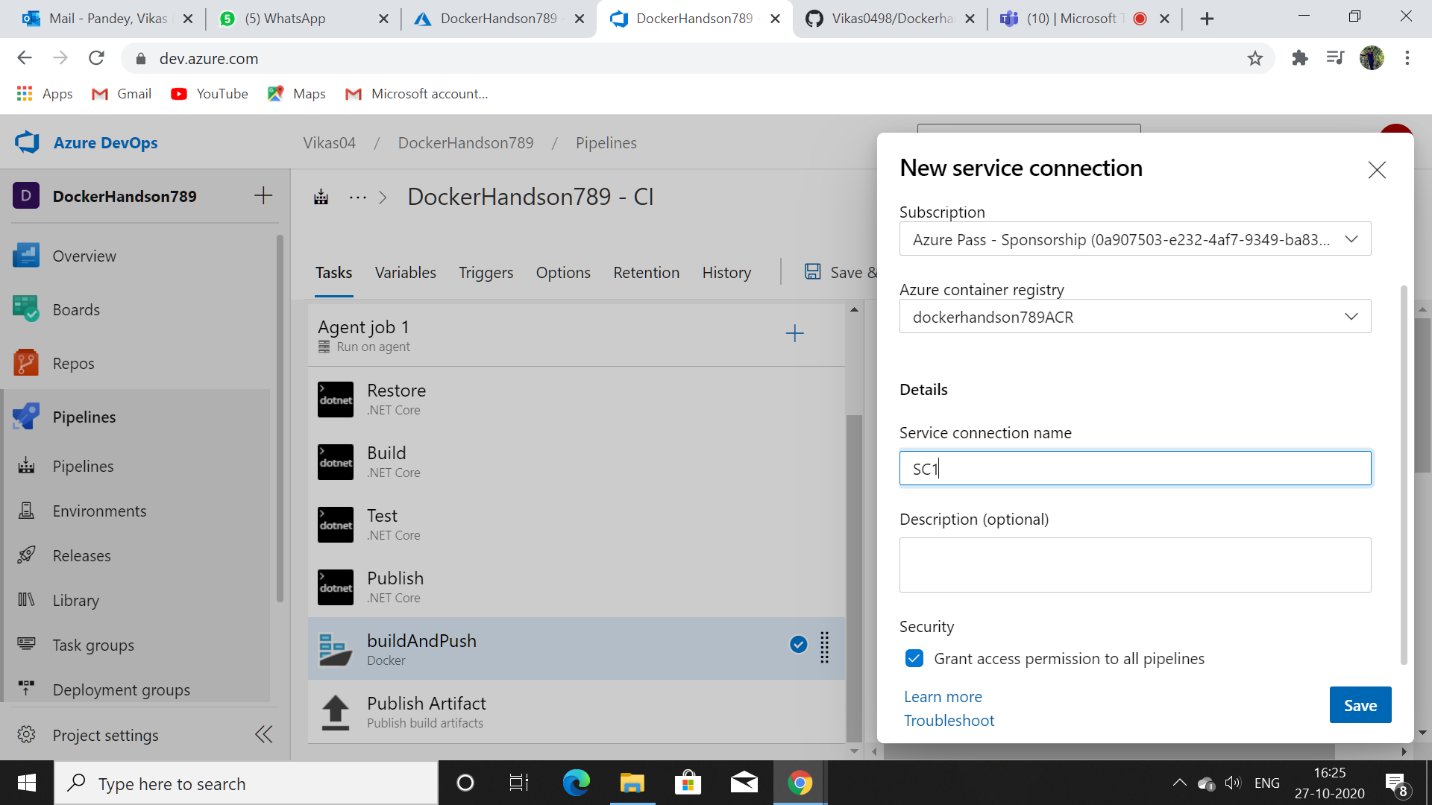 Mail - Pandey, Vikas
(5) WhatsApp
DockerHandson789 -
DockerHandson789
Vikas0498/Dockerha
(10) | Microsoft T
dev.azure.com
Apps
Gmail
YouTube
Maps
Microsoft account...
Azure DevOps
Vikas04 / DockerHandson789 / Pipelines
D DockerHandson789
Overview
Boards
Repos
Pipelines
Pipelines
Environments
Releases
Library
Task groups
Deployment groups
Project settings
... > DockerHandson789 - CI
Tasks Variables Triggers Options Retention History Save &
Agent job 1
Run on agent
dotnet
Restore
.NET Core
dotnet
Build
.NET Core
dotnet
Test
.NET Core
dotnet
Publish
.NET Core
buildAndPush
Docker
Publish Artifact
Publish build artifacts
New service connection
Subscription
Azure Pass - Sponsorship (0a907503-e232-4af7-9349-ba83...
Azure container registry
dockerhandson789ACR
Details
Service connection name
SC1
Description (optional)
Security
Grant access permission to all pipelines
Learn more
Troubleshoot
Save
Type here to search
ENG
16:25
27-10-2020
8